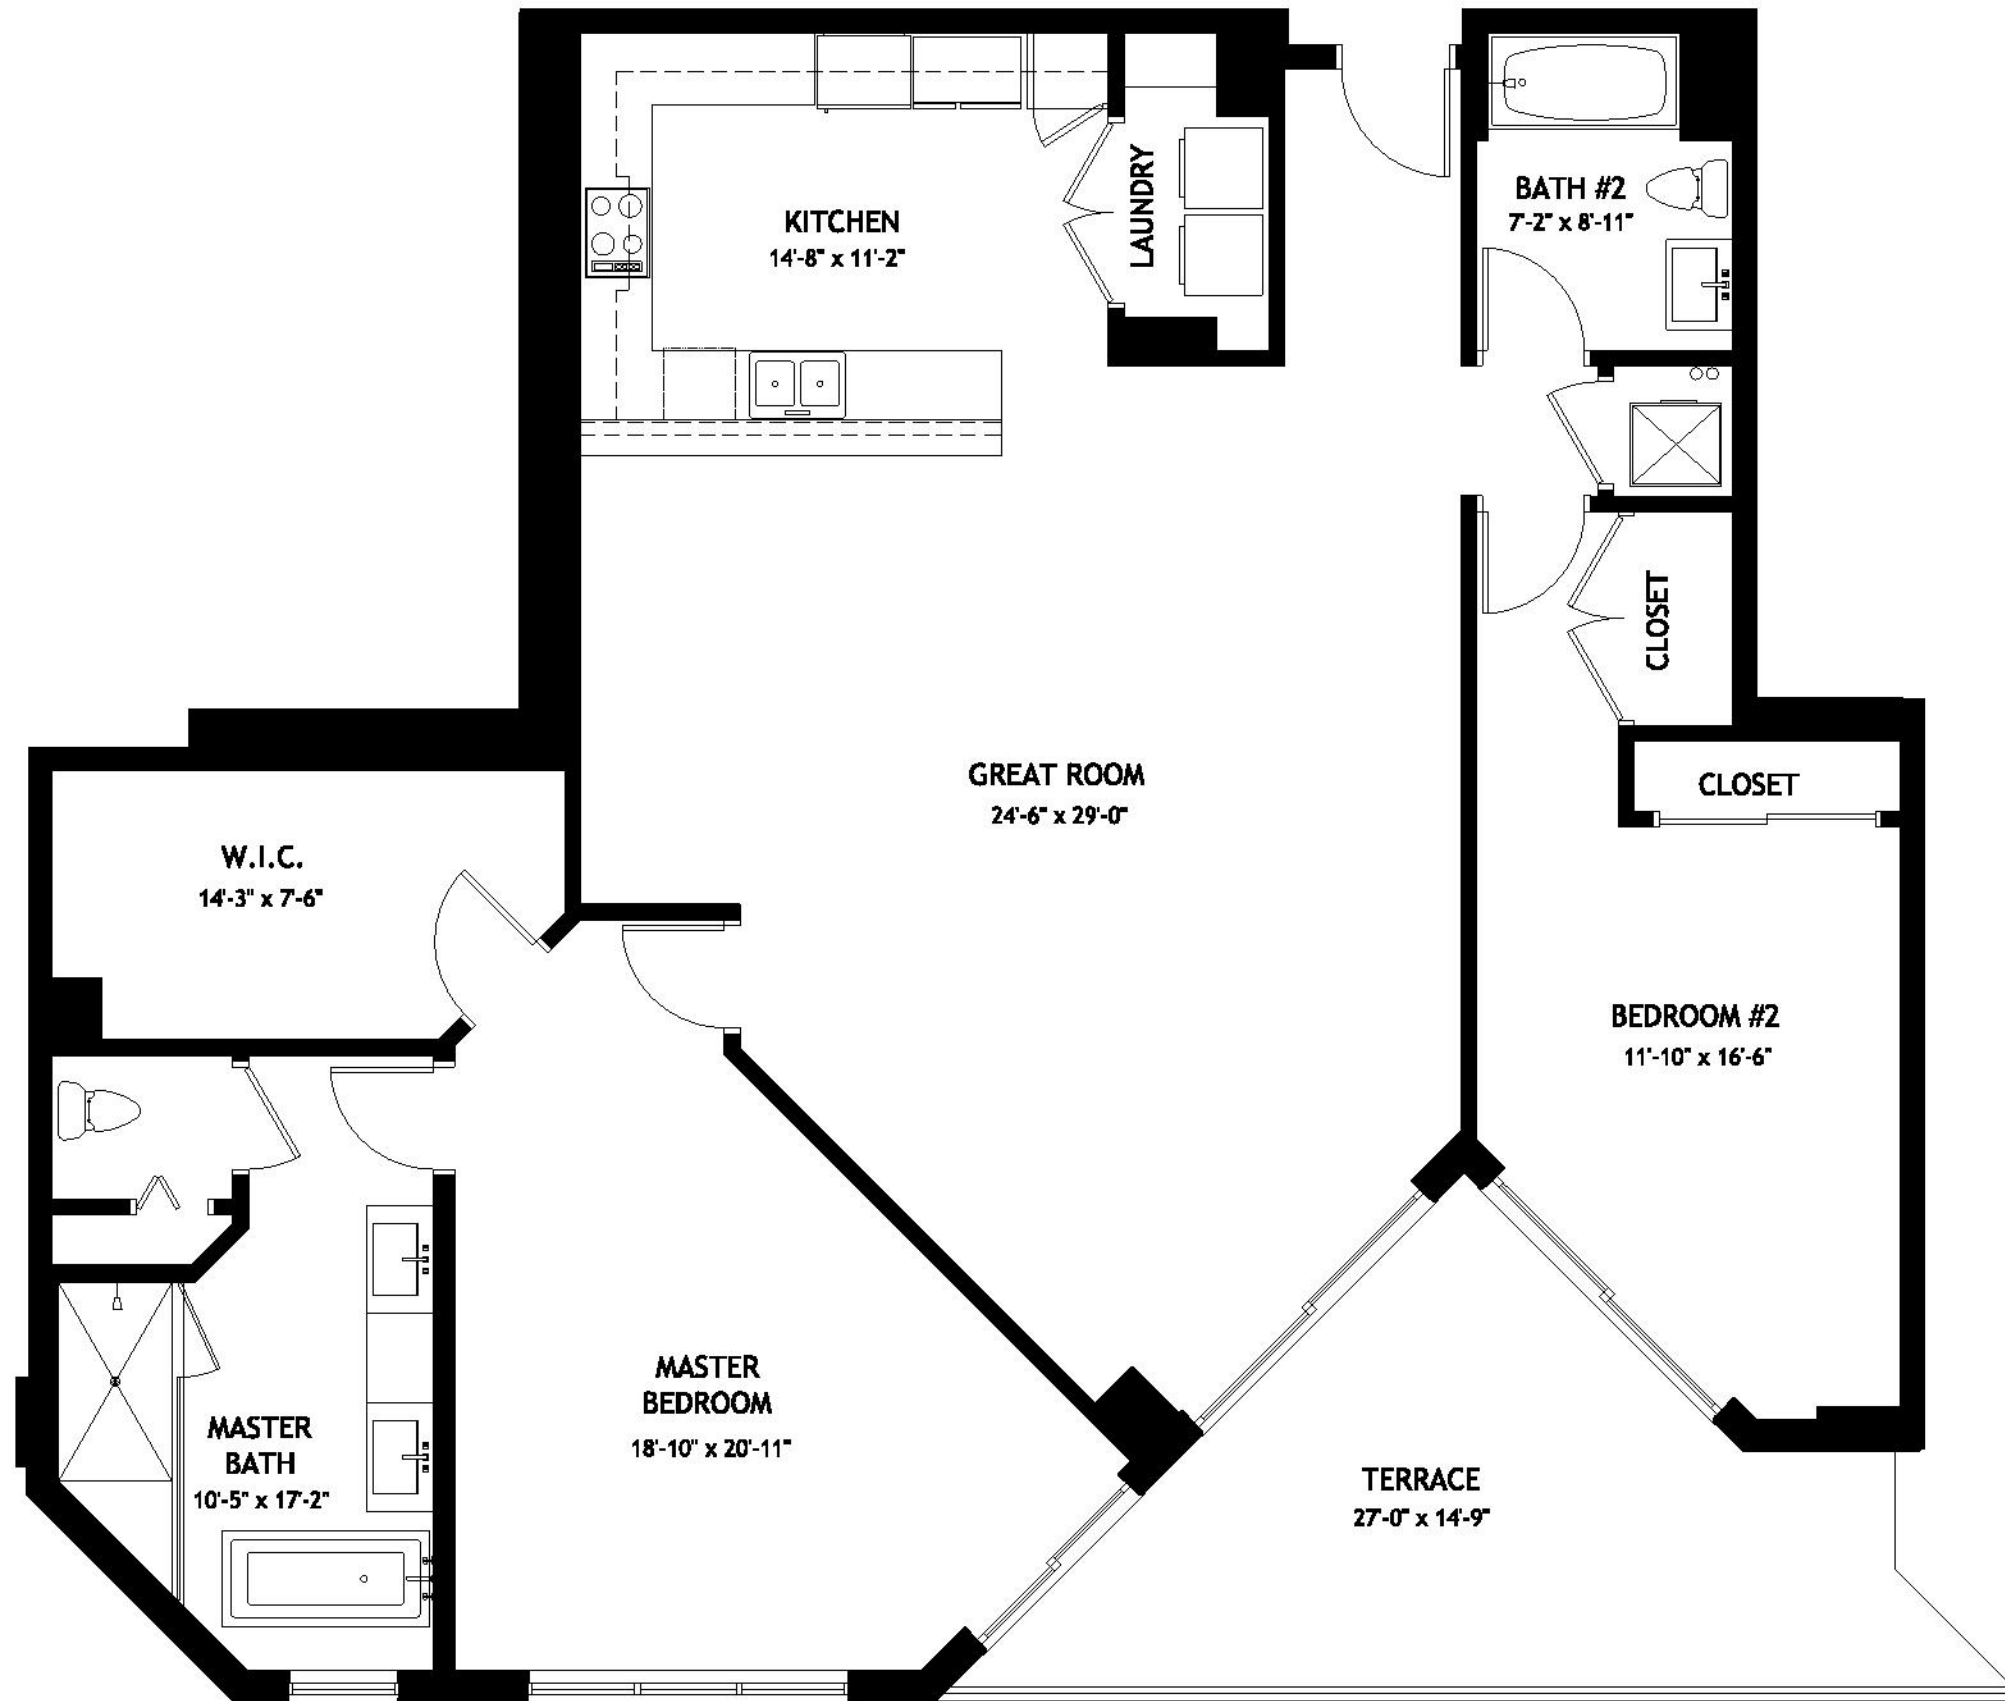 KITCHEN
14'-8" x 11'-2"
LAUNDRY
BATH #2
7'-2" x 8'-11"
CLOSET
CLOSET
GREAT ROOM
24'-6" x 29'-0"
W.I.C.
14'-3" x 7'-6"
BEDROOM #2
11'-10" x 16'-6"
MASTER
BEDROOM
18'-10" x 20'-11"
MASTER
BATH
10'-5" x 17'-2"
TERRACE
27'-0" x 14'-9"